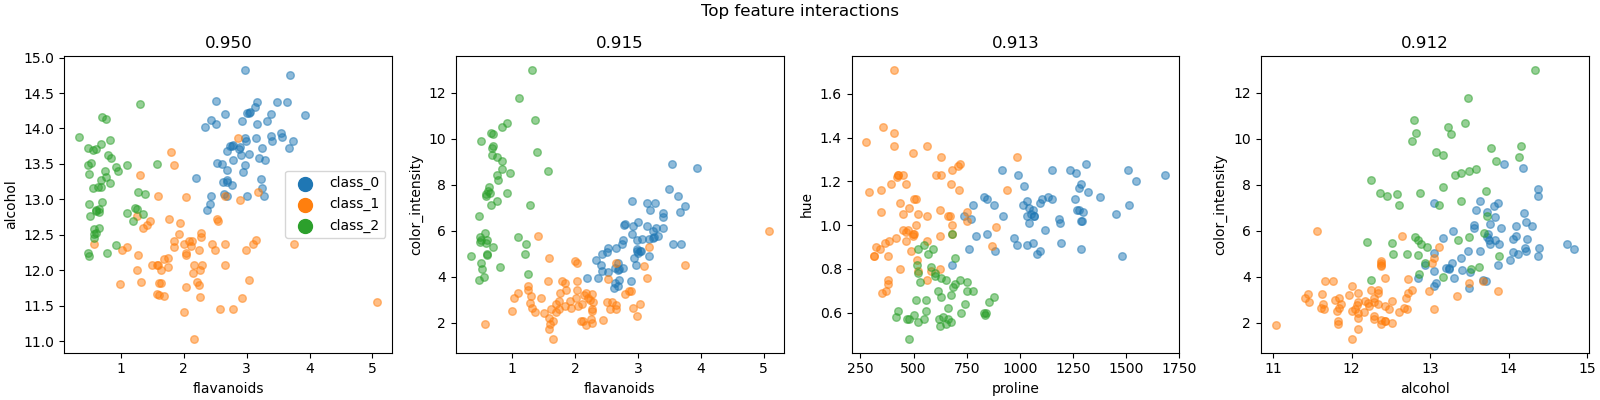 Top feature interactions
0.950
alcohol
15.0
14.5
14.0
13.5
13.0
12.5
12.0
11.5
11.0
1 2 3 4 5
flavanoids
class_0
class_1
class_2
0.915
color_intensity
12
10
8
6
4
2
1 2 3 4 5
flavanoids
0.913
hue
1.6
1.4
1.2
1.0
0.8
0.6
250 500 750 1000 1250 1500 1750
proline
0.912
color_intensity
12
10
8
6
4
2
11 12 13 14 15
alcohol